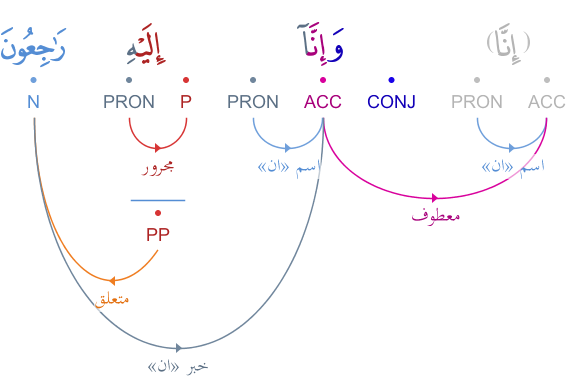 (إِنَّا) وَإِنَّآ إِلَيْهِ رَٰجِعُونَ
ACC PRON CONJ ACC PRON P PRON N
اسم «ان» اسم «ان» مجرور
معطوف
PP
متعلق
خبر «ان»